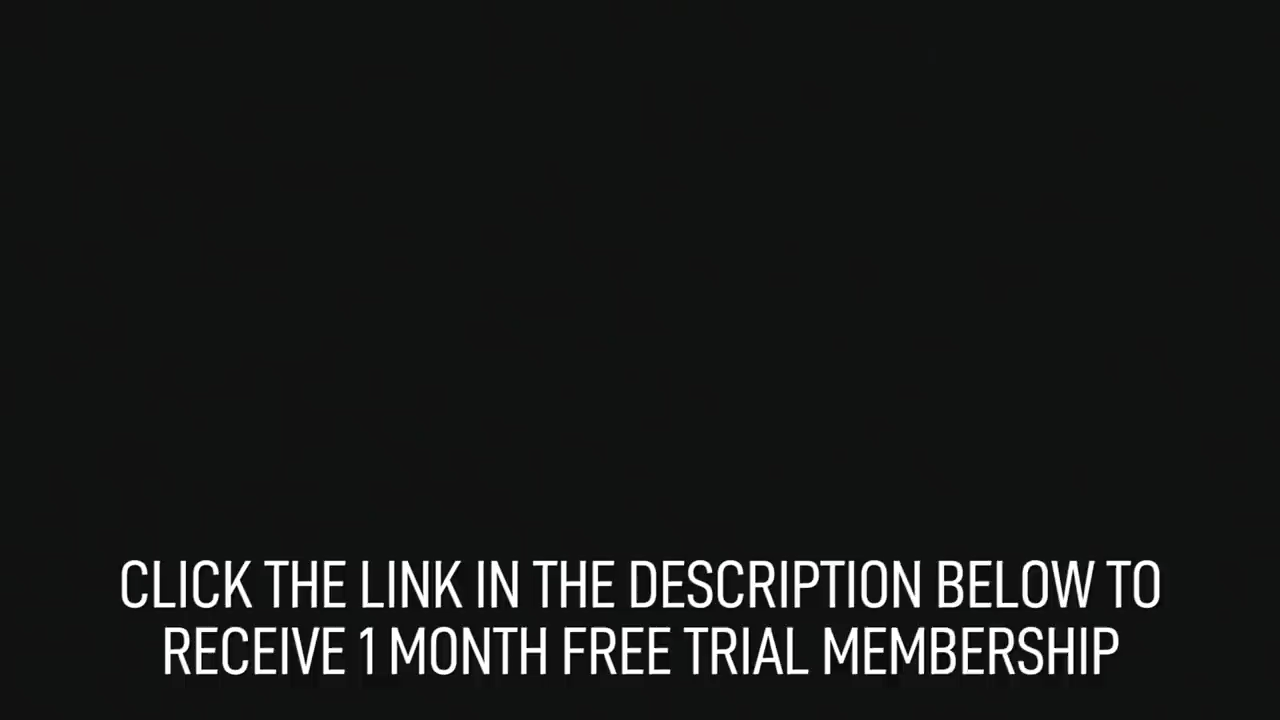 CLICK THE LINK IN THE DESCRIPTION BELOW TO
RECEIVE 1 MONTH FREE TRIAL MEMBERSHIP